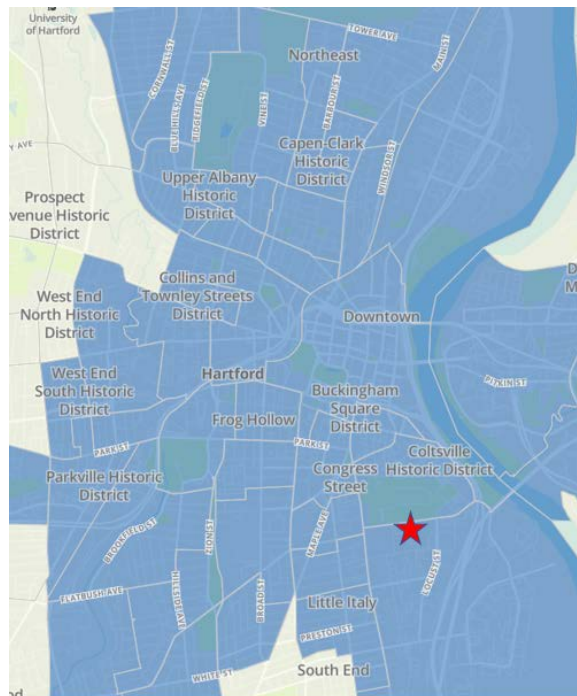 University
of Hartford
TOWER AVE
Northeast
MAIN ST
CORNWALL ST
BLUE HILLS AVE
RIDGEFIELD ST
VINE ST
BARBOUR ST
WINDSOR ST
Capen-Clark
Historic
District
Y AVE
Upper Albany
Historic
District
Prospect
venue Historic
District
Collins and
Townley Streets
District
West End
North Historic
District
Downtown
D
M
West End
South Historic
District
Hartford
PITKIN ST
Buckingham
Square
District
Frog Hollow
PARK ST
PARK ST
Coltsville
Historic District
Congress
Street
Parkville Historic
District
BROOKFIELD ST
ZION ST
MAPLE AVE
LOCUST ST
FLATBUSH AVE
HILLSIDE AVE
BROAD ST
Little Italy
PRESTON ST
WHITE ST
South End
od